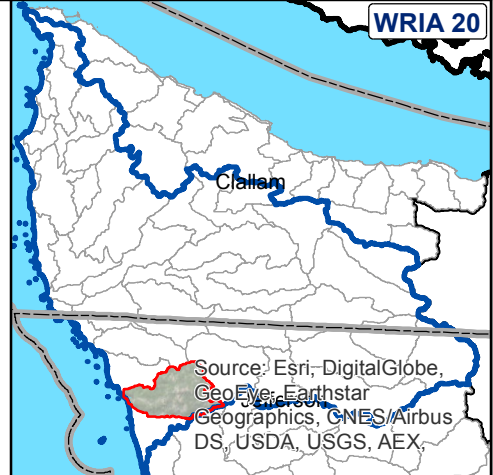 WRIA 20
Clallam
Source: Esri, DigitalGlobe,
GeoEye, Earthstar
Geographics, CNES/Airbus
DS, USDA, USGS, AEX,